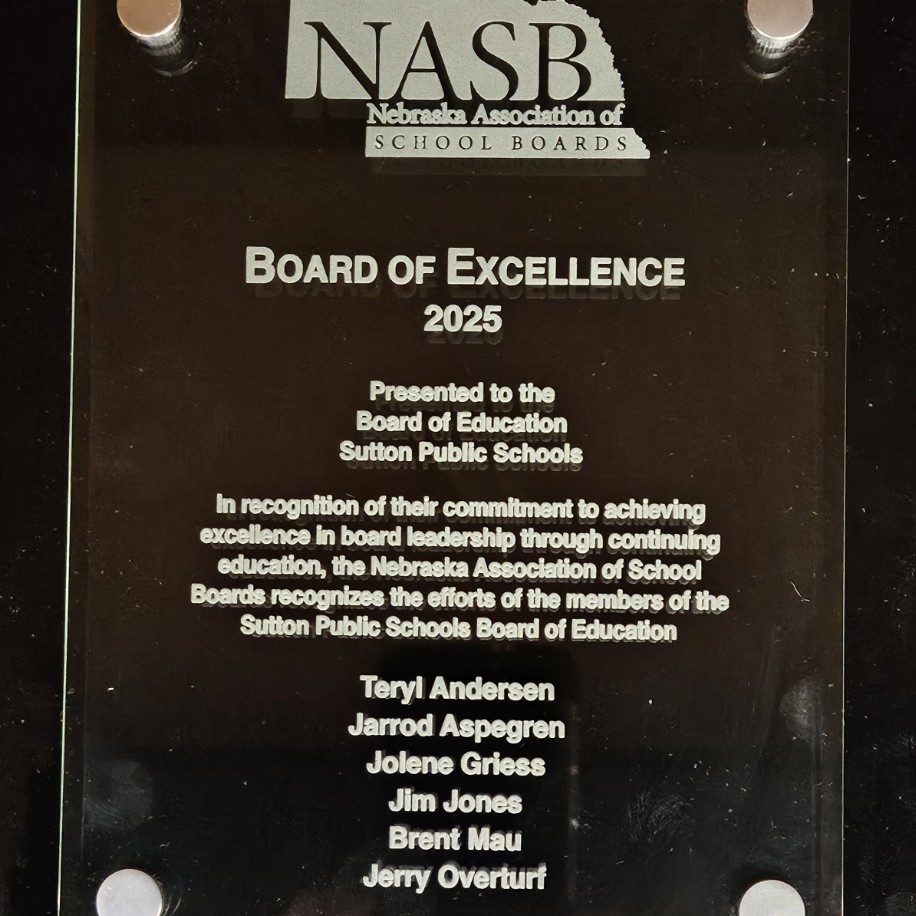 NASB
Nebraska Association of
SCHOOL BOARDS
BOARD OF EXCELLENCE
2025
Presented to the
Board of Education
Sutton Public Schools
In recognition of their commitment to achieving
excellence in board leadership through continuing
education, the Nebraska Association of School
Boards recognizes the efforts of the members of the
Sutton Public Schools Board of Education
Teryl Andersen
Jarrod Aspegren
Jolene Griess
Jim Jones
Brent Mau
Jerry Overturf